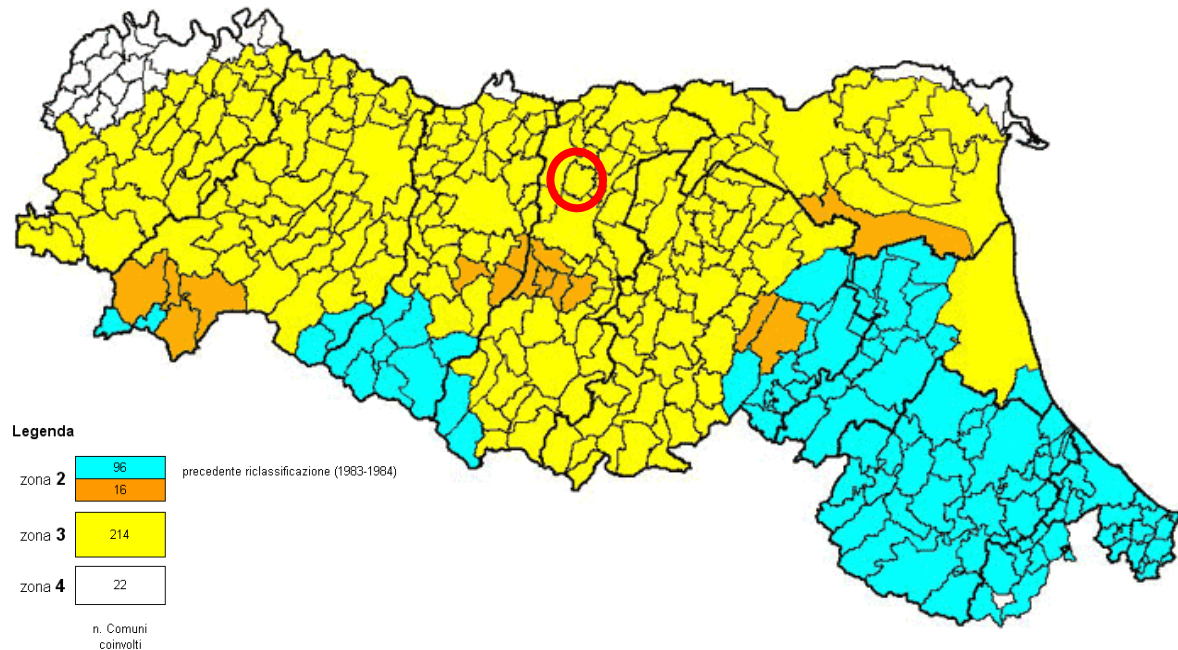 Legenda
zona 2
96
precedente riclassificazione (1983-1984)
16
zona 3
214
zona 4
22
n. Comuni
coinvolti